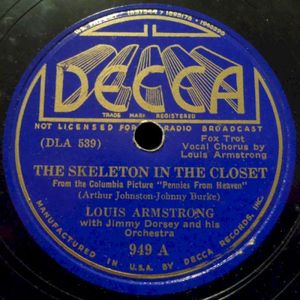 DECCA
TRADE MARK REGISTERED
NOT LICENSED FOR RADIO BROADCAST
(DLA 539)
Fox Trot
Vocal Chorus by
Louis Armstrong
THE SKELETON IN THE CLOSET
From the Columbia Picture "Pennies From Heaven"
(Arthur Johnston-Johnny Burke)
LOUIS ARMSTRONG
with Jimmy Dorsey and his
Orchestra
949 A
MANUFACTURED IN U.S.A. BY DECCA RECORDS, INC.